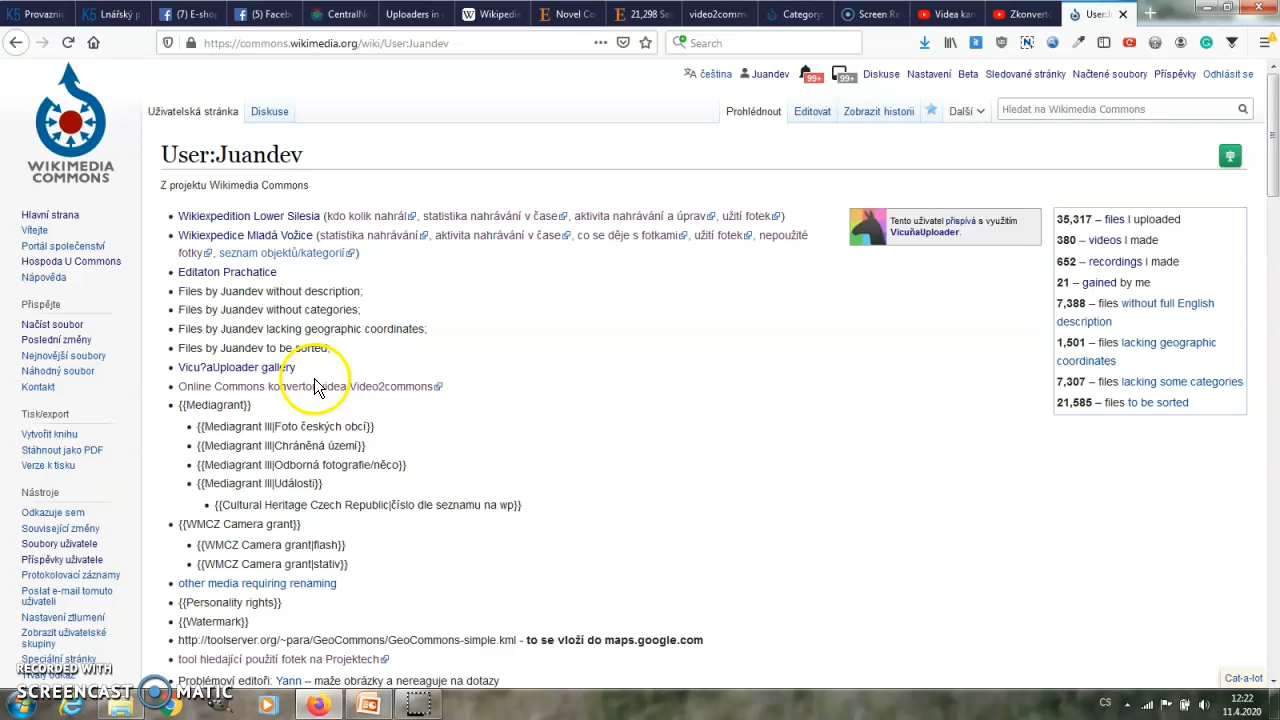 Provazník
Lnářský p
(7) E-shop
(5) Facebo
CentralNo
Uploaders in
Wikipedie
Novel Co
21,298 Se
video2comm
Category:
Screen Re
Video kan
Zkonverto
User:Ju
https://commons.wikimedia.org/wiki/User:Juandev
Search
čeština
Juandev
99+
99+
Diskuse
Nastavení
Beta
Sledované stránky
Načtené soubory
Příspěvky
Odhlásit se
Uživatelská stránka
Diskuse
Prohlédnout
Editovat
Zobrazit historii
Další
Hledat na Wikimedia Commons
WIKIMEDIA
COMMONS
User:Juandev
Z projektu Wikimedia Commons
Hlavní strana
Vítejte
Portál společenství
Hospoda U Commons
Nápověda
Přispějte
Načíst soubor
Poslední změny
Nejnovější soubory
Náhodný soubor
Kontakt
Tisk/export
Vytvořit knihu
Stáhnout jako PDF
Verze k tisku
Nástroje
Odkazuje sem
Související změny
Soubory uživatele
Příspěvky uživatele
Protokolovací záznamy
Poslat e-mail tomuto
uživateli
Nastavení ztlumení
Zobrazit uživatelské
skupiny
Speciální stránky
Trvalý odkaz
Wikiexpedition Lower Silesia (kdo kolik nahrál, statistika nahrávání v čase, aktivita nahrávání a úprav, užití fotek)
Wikiexpedice Mladá Vožice (statistika nahrávání, aktivita nahrávání v čase, co se děje s fotkami, užití fotek, nepoužité
fotky, seznam objektů/kategorií)
Editaton Prachatice
Files by Juandev without description;
Files by Juandev without categories;
Files by Juandev lacking geographic coordinates;
Files by Juandev to be sorted;
Vicu?aUploader gallery
Online Commons konvertor videa Video2commons
{{Mediagrant}}
{{Mediagrant III|Foto českých obcí}}
{{Mediagrant III|Chráněná území}}
{{Mediagrant III|Odborná fotografie/něco}}
{{Mediagrant III|Události}}
{{Cultural Heritage Czech Republic|číslo dle seznamu na wp}}
{{WMCZ Camera grant}}
{{WMCZ Camera grant|flash}}
{{WMCZ Camera grant|stativ}}
other media requiring renaming
{{Personality rights}}
{{Watermark}}
http://toolserver.org/~para/GeoCommons/GeoCommons-simple.kml - to se vloží do maps.google.com
tool hledající použití fotek na Projektech
Problémoví editoři: Yann – maže obrázky a nereaguje na dotazy
Tento uživatel přispívá s využitím
VicuñaUploader.
35,317 – files I uploaded
380 – videos I made
652 – recordings I made
21 – gained by me
7,388 – files without full English
description
1,501 – files lacking geographic
coordinates
7,307 – files lacking some categories
21,585 – files to be sorted
Cat-a-lot
RECORDED WITH
SCREENCAST MATIC
CS
12:22
11.4.2020